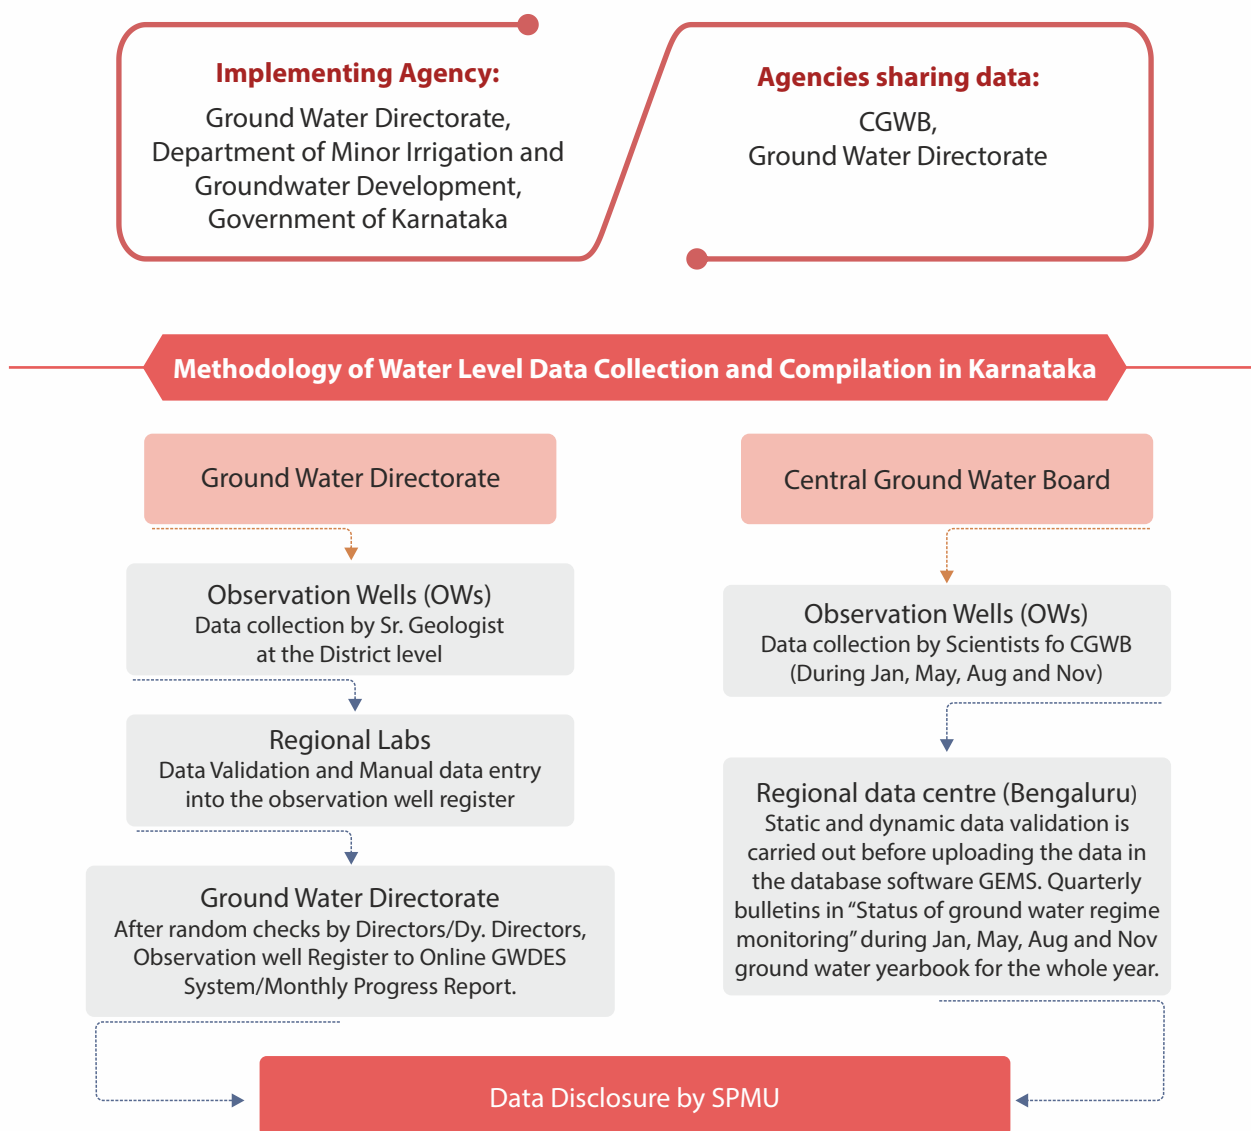 Implementing Agency:
Ground Water Directorate,
Department of Minor Irrigation and
Groundwater Development,
Government of Karnataka
Agencies sharing data:
CGWB,
Ground Water Directorate
Methodology of Water Level Data Collection and Compilation in Karnataka
Ground Water Directorate
Observation Wells (OWs)
Data collection by Sr. Geologist
at the District level
Regional Labs
Data Validation and Manual data entry
into the observation well register
Ground Water Directorate
After random checks by Directors/Dy. Directors,
Observation well Register to Online GWDES
System/Monthly Progress Report.
Central Ground Water Board
Observation Wells (OWs)
Data collection by Scientists fo CGWB
(During Jan, May, Aug and Nov)
Regional data centre (Bengaluru)
Static and dynamic data validation is
carried out before uploading the data in
the database software GEMS. Quarterly
bulletins in “Status of ground water regime
monitoring” during Jan, May, Aug and Nov
ground water yearbook for the whole year.
Data Disclosure by SPMU